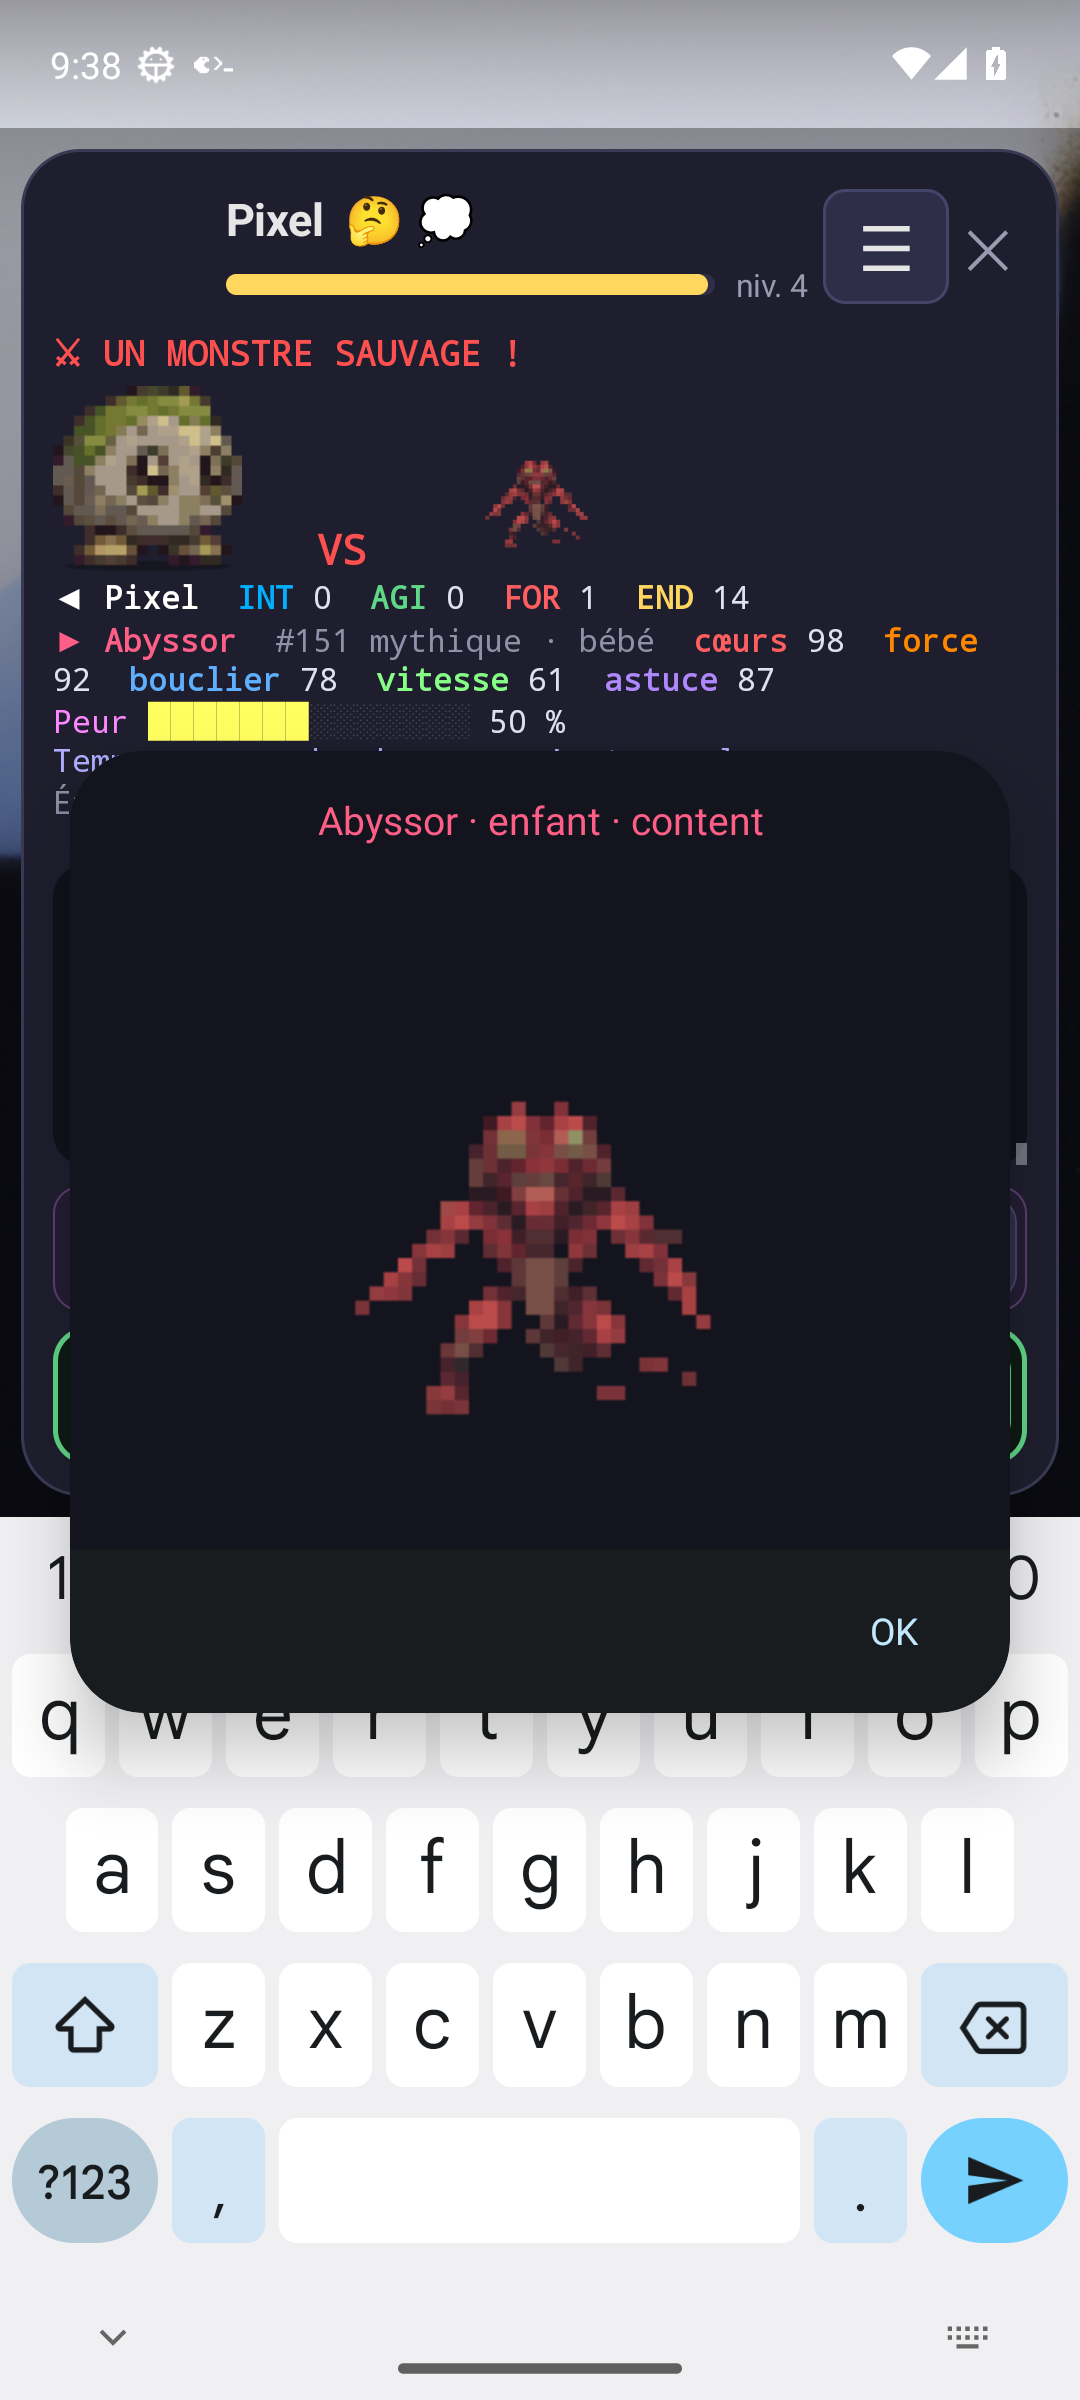 9:38
Pixel 🤔 💭
niv. 4
⚔ UN MONSTRE SAUVAGE !
VS
◄ Pixel INT 0 AGI 0 FOR 1 END 14
► Abyssor #151 mythique · bébé cœurs 98 force
92 bouclier 78 vitesse 61 astuce 87
Peur 50 %
Abyssor · enfant · content
OK
1 0
q w e r t y u i o p
a s d f g h j k l
z x c v b n m
?123 , .